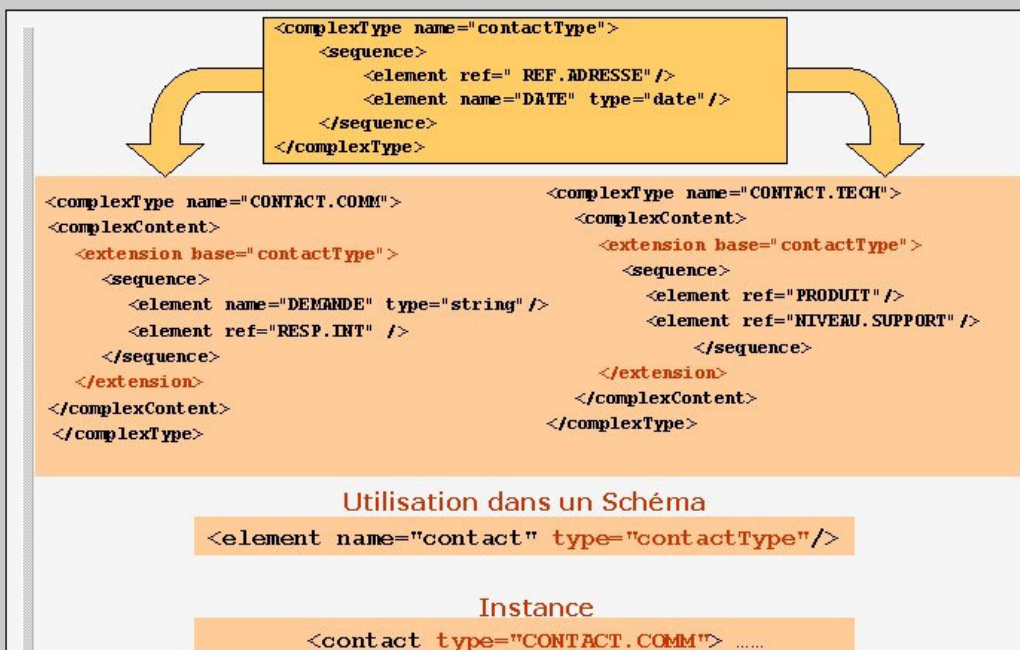 <complexType name="contactType">
<sequence>
<element ref=" REF.ADRESSE"/>
<element name="DATE" type="date"/>
</sequence>
</complexType>
<complexType name="CONTACT.COMM">
<complexContent>
<extension base="contactType">
<sequence>
<element name="DEMANDE" type="string"/>
<element ref="RESP.INT" />
</sequence>
</extension>
</complexContent>
</complexType>
<complexType name="CONTACT.TECH">
<complexContent>
<extension base="contactType">
<sequence>
<element ref="PRODUIT"/>
<element ref="NIVEAU.SUPPORT"/>
</sequence>
</extension>
</complexContent>
</complexType>
Utilisation dans un Schéma
<element name="contact" type="contactType"/>
Instance
<contact type="CONTACT.COMM"> ......